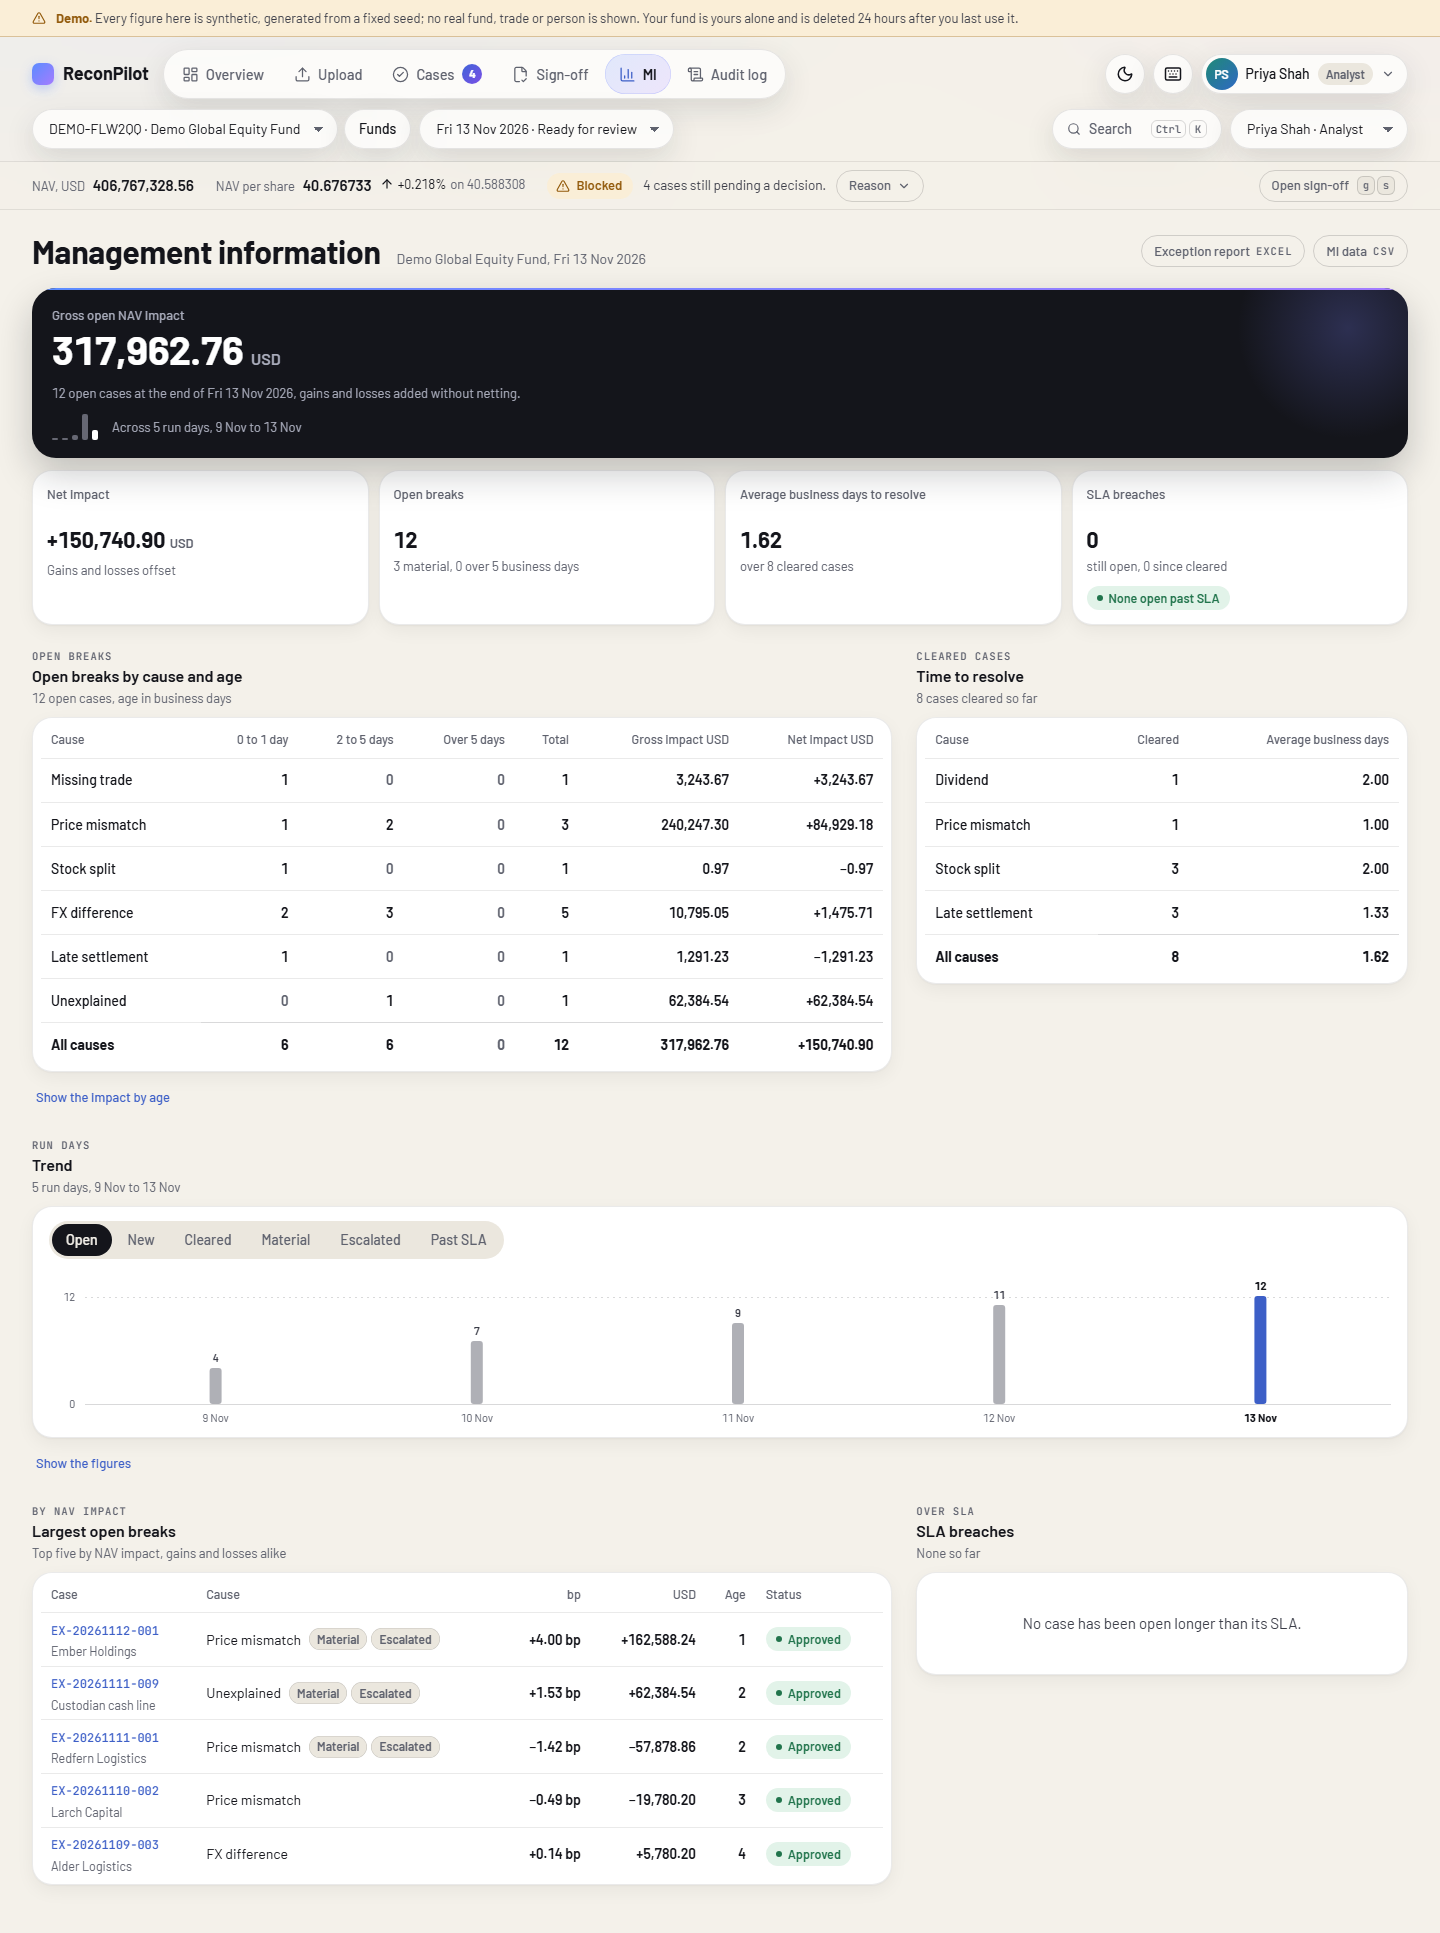 Demo. Every figure here is synthetic, generated from a fixed seed; no real fund, trade or person is shown. Your fund is yours alone and is deleted 24 hours after you last use it.
ReconPilot Overview Upload Cases 4 Sign-off MI Audit log PS Priya Shah Analyst
DEMO-FLW2QQ · Demo Global Equity Fund Funds Fri 13 Nov 2026 · Ready for review Search Ctrl K Priya Shah · Analyst
NAV, USD 406,767,328.56 NAV per share 40.676733 ↑ +0.218% on 40.588308 Blocked 4 cases still pending a decision. Reason Open sign-off g s
Management information Demo Global Equity Fund, Fri 13 Nov 2026 Exception report EXCEL MI data CSV
Gross open NAV impact
317,962.76 USD
12 open cases at the end of Fri 13 Nov 2026, gains and losses added without netting.
Across 5 run days, 9 Nov to 13 Nov
Net impact
+150,740.90 USD
Gains and losses offset
Open breaks
12
3 material, 0 over 5 business days
Average business days to resolve
1.62
over 8 cleared cases
SLA breaches
0
still open, 0 since cleared
None open past SLA
OPEN BREAKS
Open breaks by cause and age
12 open cases, age in business days
Cause 0 to 1 day 2 to 5 days Over 5 days Total Gross impact USD Net impact USD
Missing trade 1 0 0 1 3,243.67 +3,243.67
Price mismatch 1 2 0 3 240,247.30 +84,929.18
Stock split 1 0 0 1 0.97 −0.97
FX difference 2 3 0 5 10,795.05 +1,475.71
Late settlement 1 0 0 1 1,291.23 −1,291.23
Unexplained 0 1 0 1 62,384.54 +62,384.54
All causes 6 6 0 12 317,962.76 +150,740.90
Show the impact by age
CLEARED CASES
Time to resolve
8 cases cleared so far
Cause Cleared Average business days
Dividend 1 2.00
Price mismatch 1 1.00
Stock split 3 2.00
Late settlement 3 1.33
All causes 8 1.62
RUN DAYS
Trend
5 run days, 9 Nov to 13 Nov
Open New Cleared Material Escalated Past SLA
12 4 7 9 11 12
0
9 Nov 10 Nov 11 Nov 12 Nov 13 Nov
Show the figures
BY NAV IMPACT
Largest open breaks
Top five by NAV impact, gains and losses alike
Case Cause bp USD Age Status
EX-20261112-001
Ember Holdings
Price mismatch Material Escalated +4.00 bp +162,588.24 1 Approved
EX-20261111-009
Custodian cash line
Unexplained Material Escalated +1.53 bp +62,384.54 2 Approved
EX-20261111-001
Redfern Logistics
Price mismatch Material Escalated −1.42 bp −57,878.86 2 Approved
EX-20261110-002
Larch Capital
Price mismatch −0.49 bp −19,780.20 3 Approved
EX-20261109-003
Alder Logistics
FX difference +0.14 bp +5,780.20 4 Approved
OVER SLA
SLA breaches
None so far
No case has been open longer than its SLA.